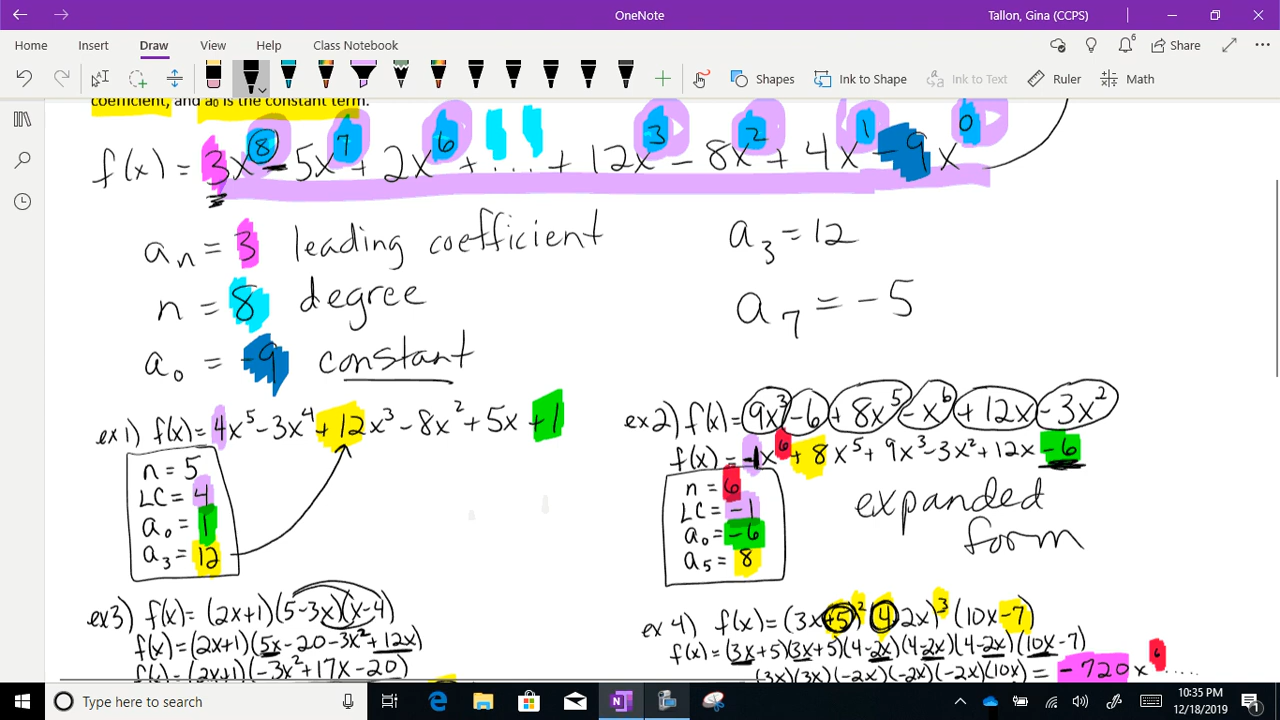 OneNote
Tallon, Gina (CCPS)
Home Insert Draw View Help Class Notebook
6
Share
Shapes Ink to Shape Ink to Text Ruler Math
coefficient, and a₀ is the constant term.
f(x) = 3x⁸ - 5x⁷ + 2x⁶ + ... + 12x³ - 8x² + 4x¹ - 9x⁰
aₙ = 3 leading coefficient
n = 8 degree
a₀ = -9 constant
a₃ = 12
a₇ = -5
ex1) f(x) = 4x⁵ - 3x⁴ + 12x³ - 8x² + 5x + 1
n = 5
LC = 4
a₀ = 1
a₃ = 12
ex2) f(x) = 9x³ - 6 + 8x⁵ - x⁶ + 12x - 3x²
f(x) = -1x⁶ + 8x⁵ + 9x³ - 3x² + 12x - 6
n = 6
LC = -1
a₀ = -6
a₅ = 8
expanded
form
ex3) f(x) = (2x+1)(5-3x)(x-4)
f(x) = (2x+1)(5x-20-3x²+12x)
f(x) = (2x+1)(-3x²+17x-20)
ex 4) f(x) = (3x+5)²(4-2x)³(10x-7)
f(x) = (3x+5)(3x+5)(4-2x)(4-2x)(4-2x)(10x-7)
(3x)(3x)(-2x)(-2x)(-2x)(10x) = -720x⁶.....
Type here to search
10:35 PM
12/18/2019
1